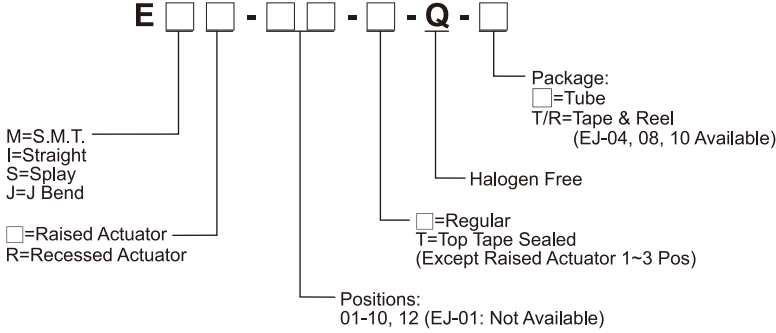 E□□-□□-□-Q-□
Package:
□=Tube
T/R=Tape & Reel
(EJ-04, 08, 10 Available)
M=S.M.T.
I=Straight
S=Splay
J=J Bend
Halogen Free
□=Raised Actuator
R=Recessed Actuator
□=Regular
T=Top Tape Sealed
(Except Raised Actuator 1~3 Pos)
Positions:
01-10, 12 (EJ-01: Not Available)